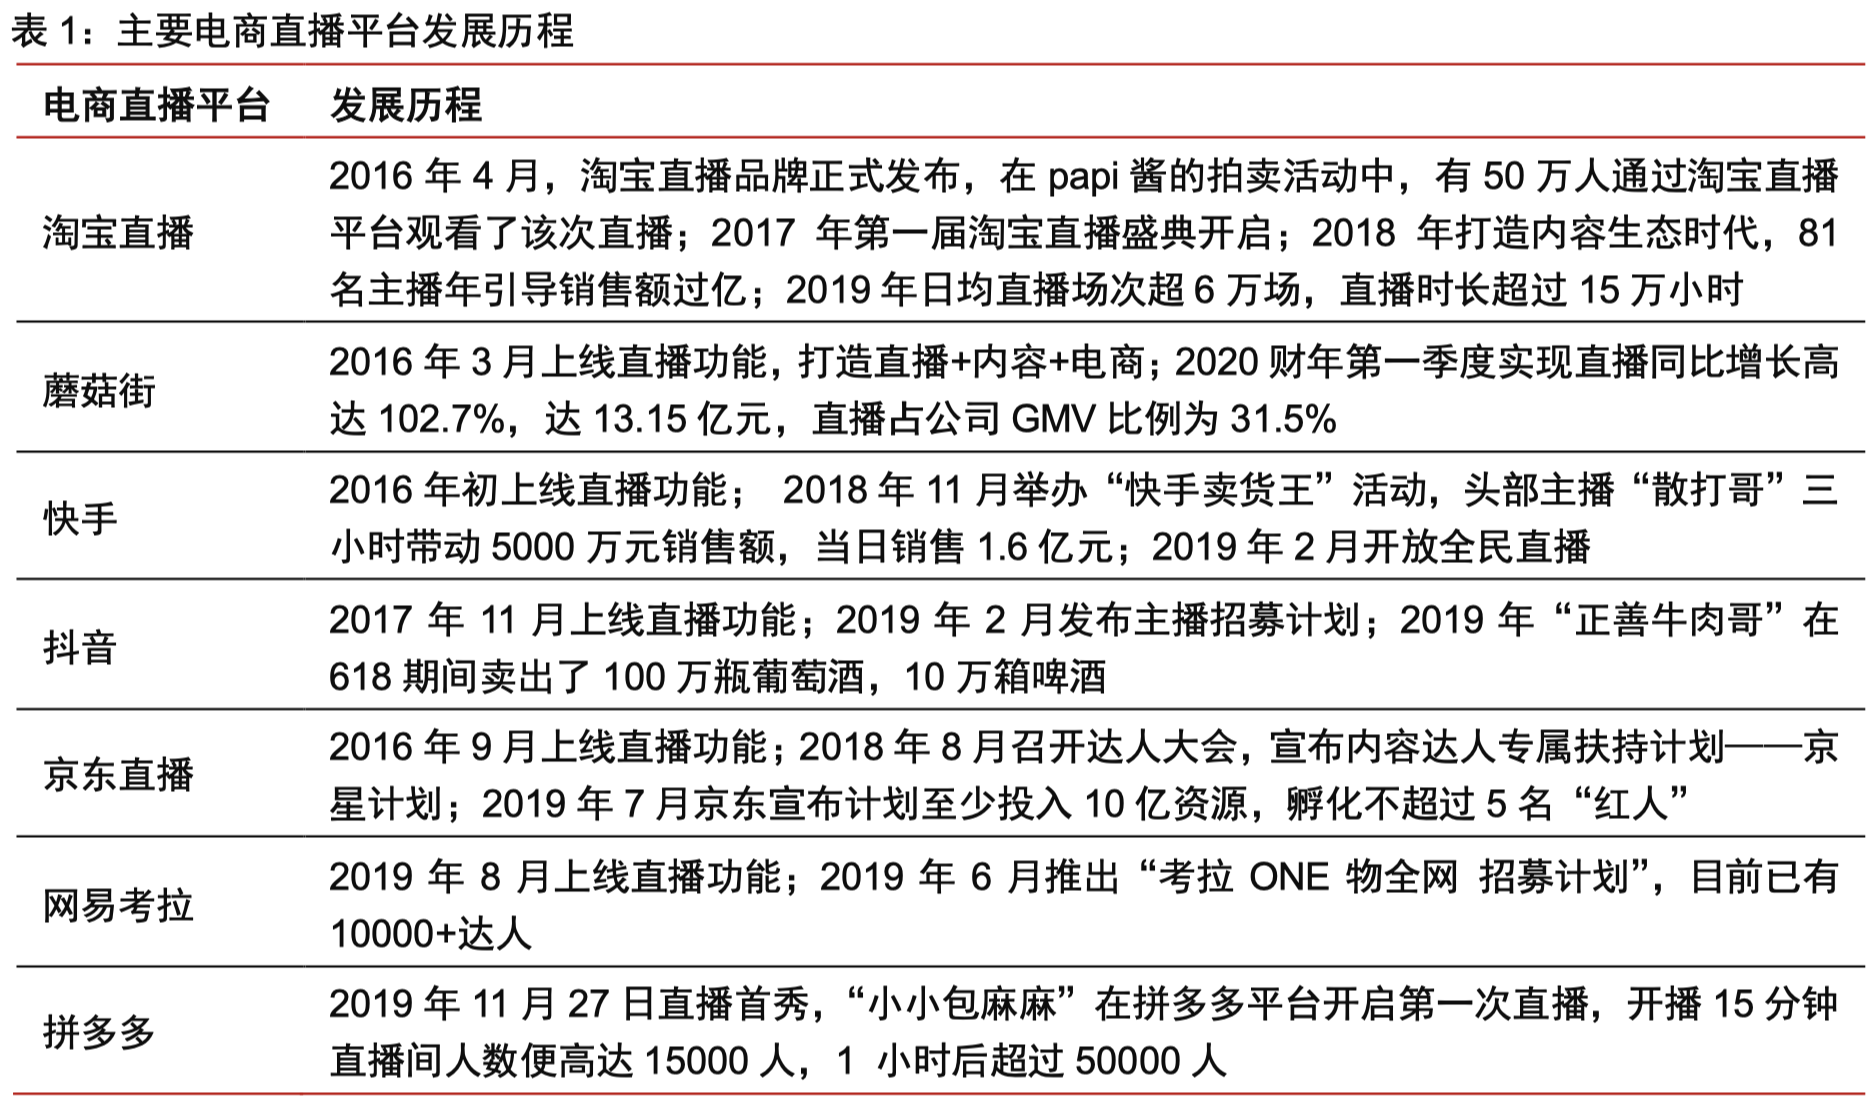 表 1：主要电商直播平台发展历程
电商直播平台 发展历程
淘宝直播
2016 年 4 月，淘宝直播品牌正式发布，在 papi 酱的拍卖活动中，有 50 万人通过淘宝直播
平台观看了该次直播；2017 年第一届淘宝直播盛典开启；2018 年打造内容生态时代，81
名主播年引导销售额过亿；2019 年日均直播场次超 6 万场，直播时长超过 15 万小时
蘑菇街
2016 年 3 月上线直播功能，打造直播+内容+电商；2020 财年第一季度实现直播同比增长高
达 102.7%，达 13.15 亿元，直播占公司 GMV 比例为 31.5%
快手
2016 年初上线直播功能； 2018 年 11 月举办“快手卖货王”活动，头部主播“散打哥”三
小时带动 5000 万元销售额，当日销售 1.6 亿元；2019 年 2 月开放全民直播
抖音
2017 年 11 月上线直播功能；2019 年 2 月发布主播招募计划；2019 年“正善牛肉哥”在
618 期间卖出了 100 万瓶葡萄酒，10 万箱啤酒
京东直播
2016 年 9 月上线直播功能；2018 年 8 月召开达人大会，宣布内容达人专属扶持计划——京
星计划；2019 年 7 月京东宣布计划至少投入 10 亿资源，孵化不超过 5 名“红人”
网易考拉
2019 年 8 月上线直播功能；2019 年 6 月推出“考拉 ONE 物全网 招募计划”，目前已有
10000+达人
拼多多
2019 年 11 月 27 日直播首秀，“小小包麻麻”在拼多多平台开启第一次直播，开播 15 分钟
直播间人数便高达 15000 人，1 小时后超过 50000 人